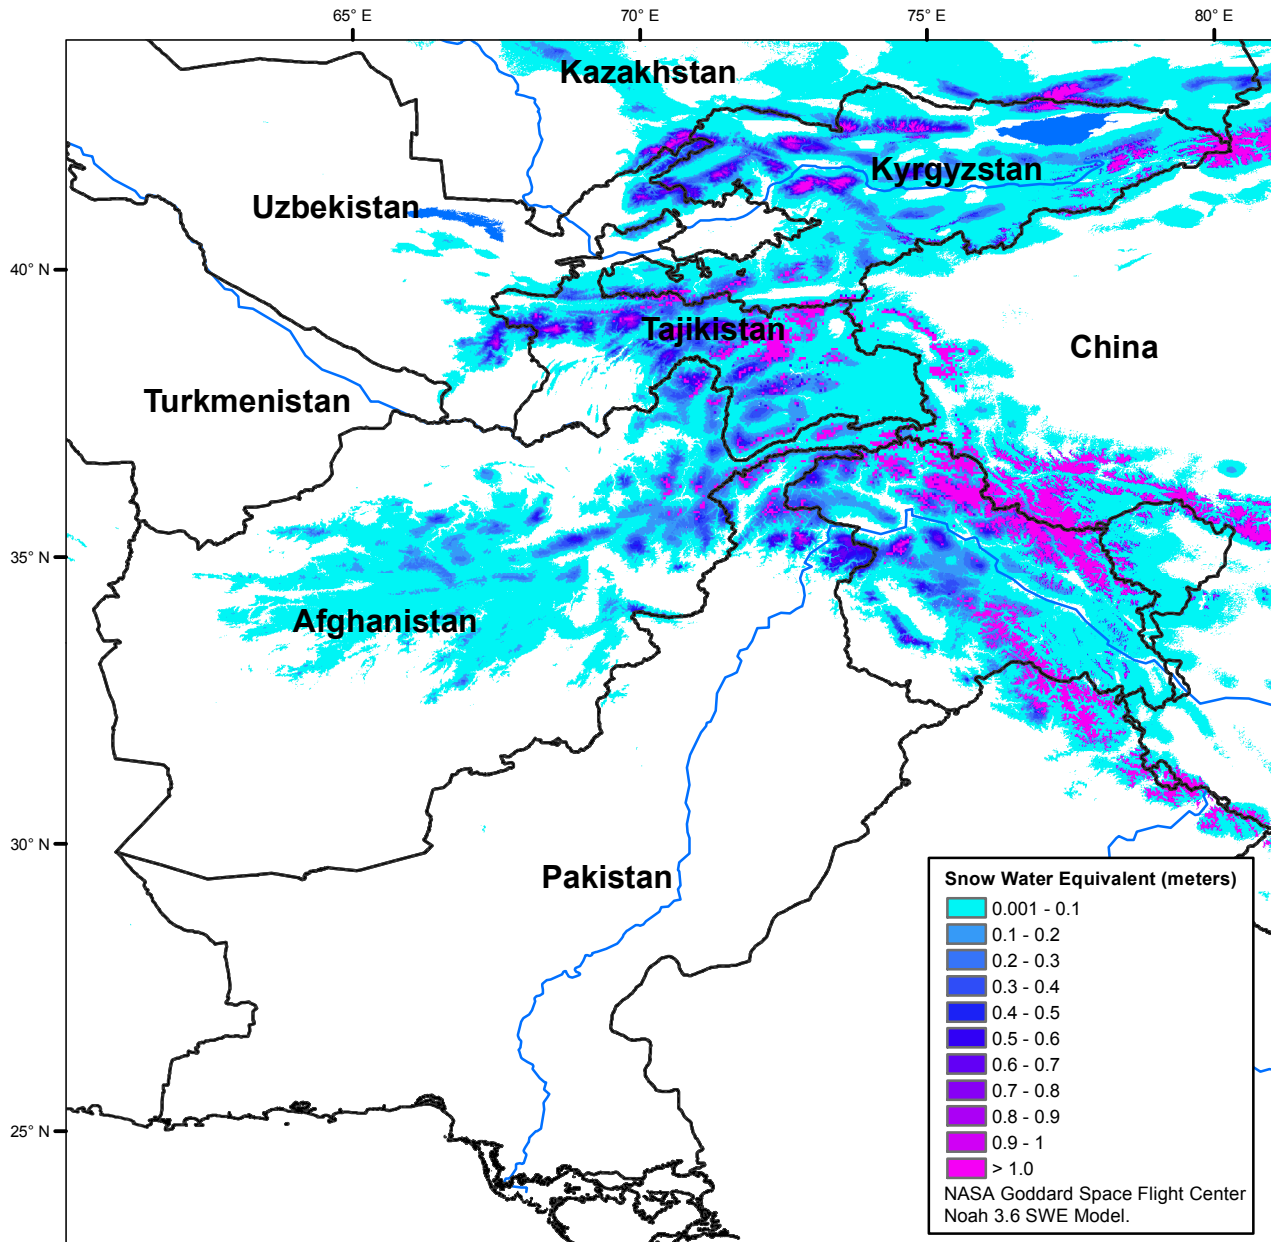 65° E
70° E
75° E
80° E
Kazakhstan
Kyrgyzstan
Uzbekistan
40° N
Tajikistan
China
Turkmenistan
35° N
Afghanistan
30° N
Pakistan
25° N
Snow Water Equivalent (meters)
0.001 - 0.1
0.1 - 0.2
0.2 - 0.3
0.3 - 0.4
0.4 - 0.5
0.5 - 0.6
0.6 - 0.7
0.7 - 0.8
0.8 - 0.9
0.9 - 1
> 1.0
NASA Goddard Space Flight Center
Noah 3.6 SWE Model.